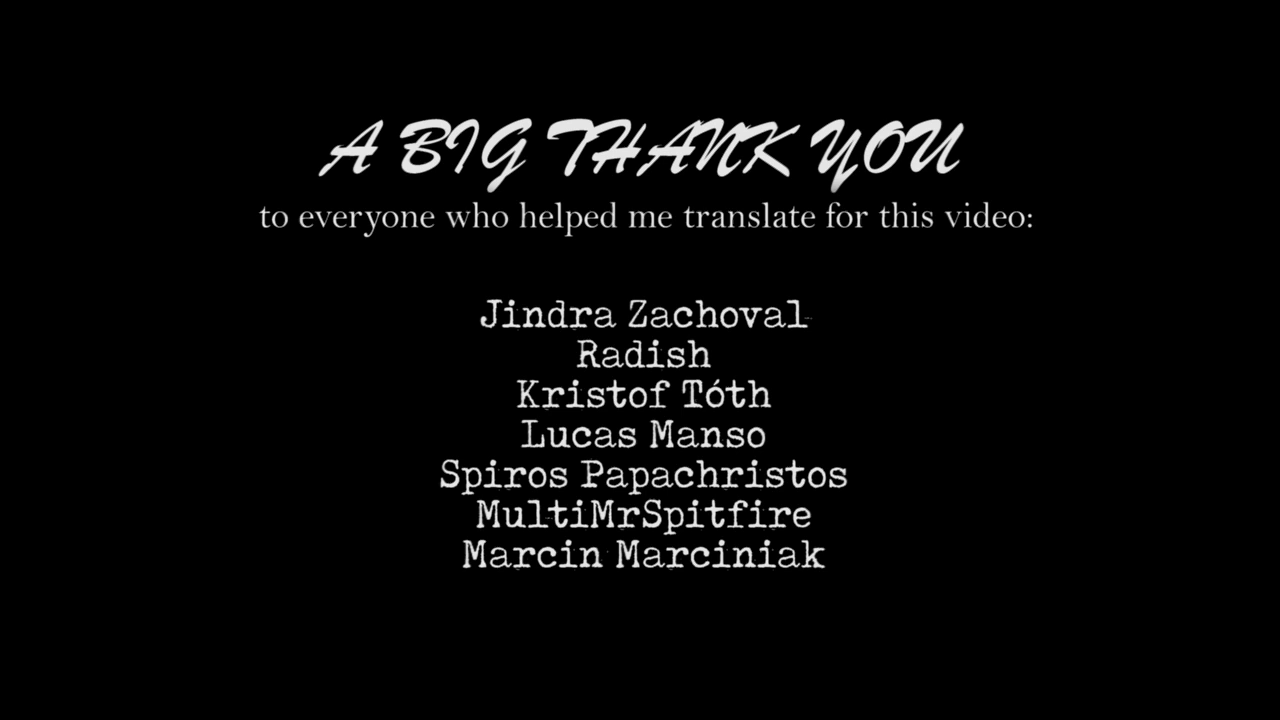 A BIG THANK YOU
to everyone who helped me translate for this video:
Jindra Zachoval
Radish
Kristof Tóth
Lucas Manso
Spiros Papachristos
MultiMrSpitfire
Marcin Marciniak